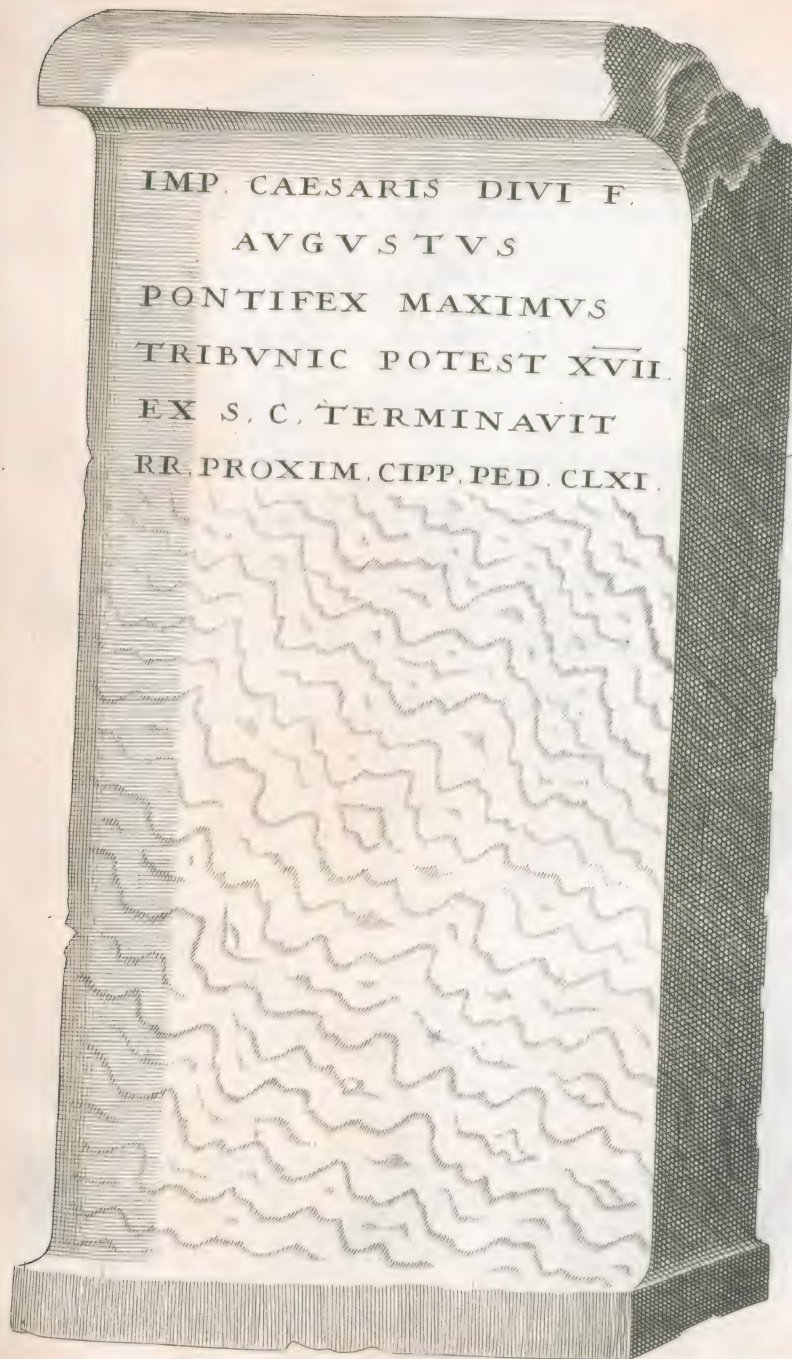 IMP. CAESARIS DIVI F.
AVGVSTVS
PONTIFEX MAXIMVS
TRIBVNIC POTEST XVII.
EX S. C. TERMINAVIT
RR. PROXIM. CIPP. PED. CLXI.